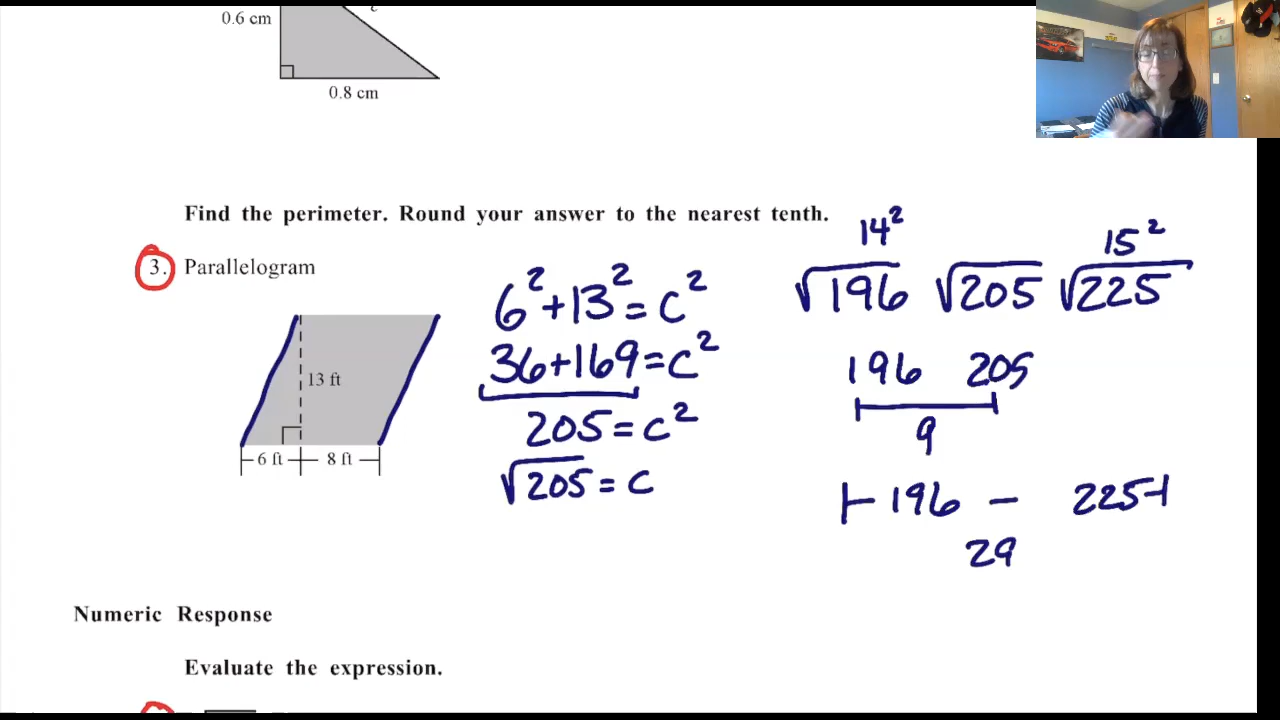 0.6 cm
c
0.8 cm
Find the perimeter. Round your answer to the nearest tenth.
3. Parallelogram
13 ft
6 ft
8 ft
6² + 13² = c²
36 + 169 = c²
205 = c²
√205 = c
14² 15²
√196 √205 √225
196 205
9
196 – 225
29
Numeric Response
Evaluate the expression.